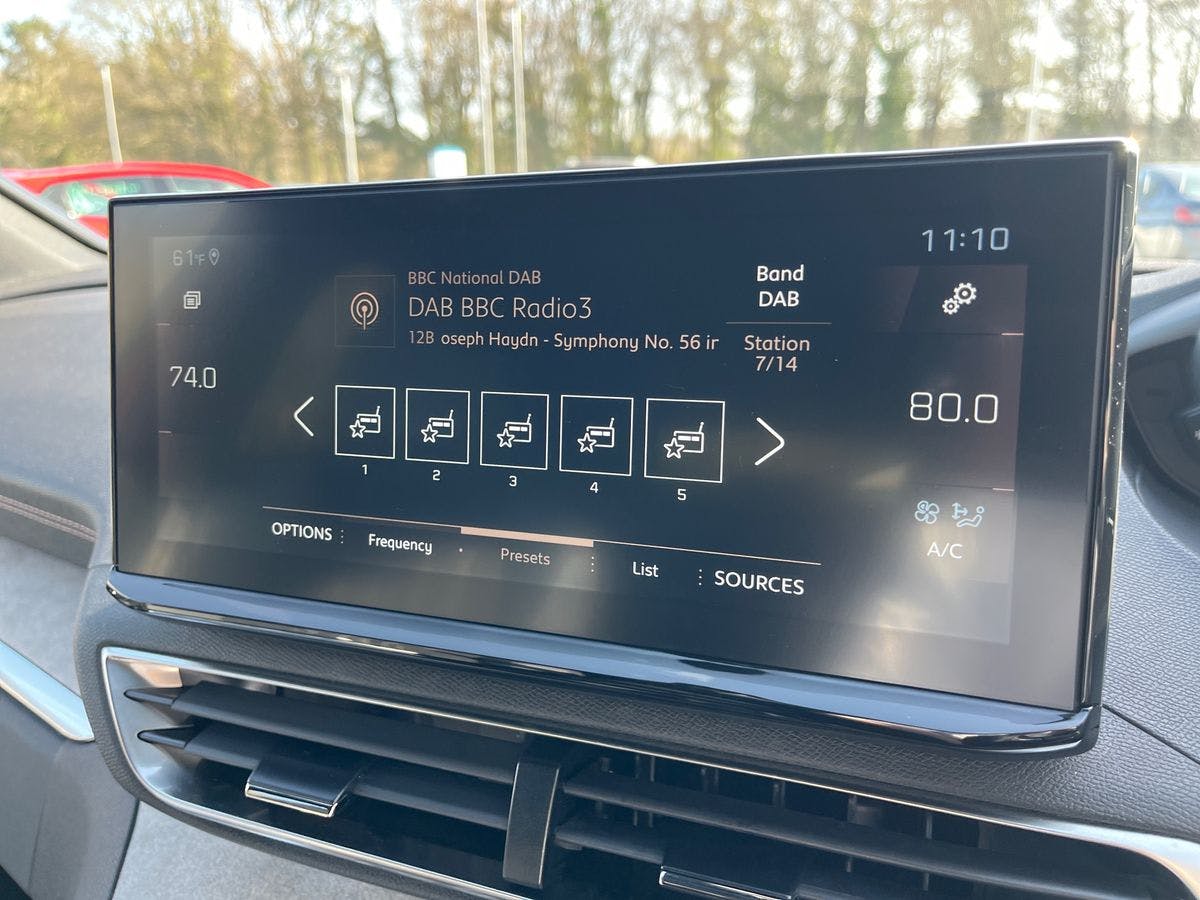 61°F
11:10
BBC National DAB
DAB BBC Radio3
12B oseph Haydn - Symphony No. 56 ir
Band
DAB
Station
7/14
74.0
80.0
1 2 3 4 5
A/C
OPTIONS Frequency Presets List SOURCES